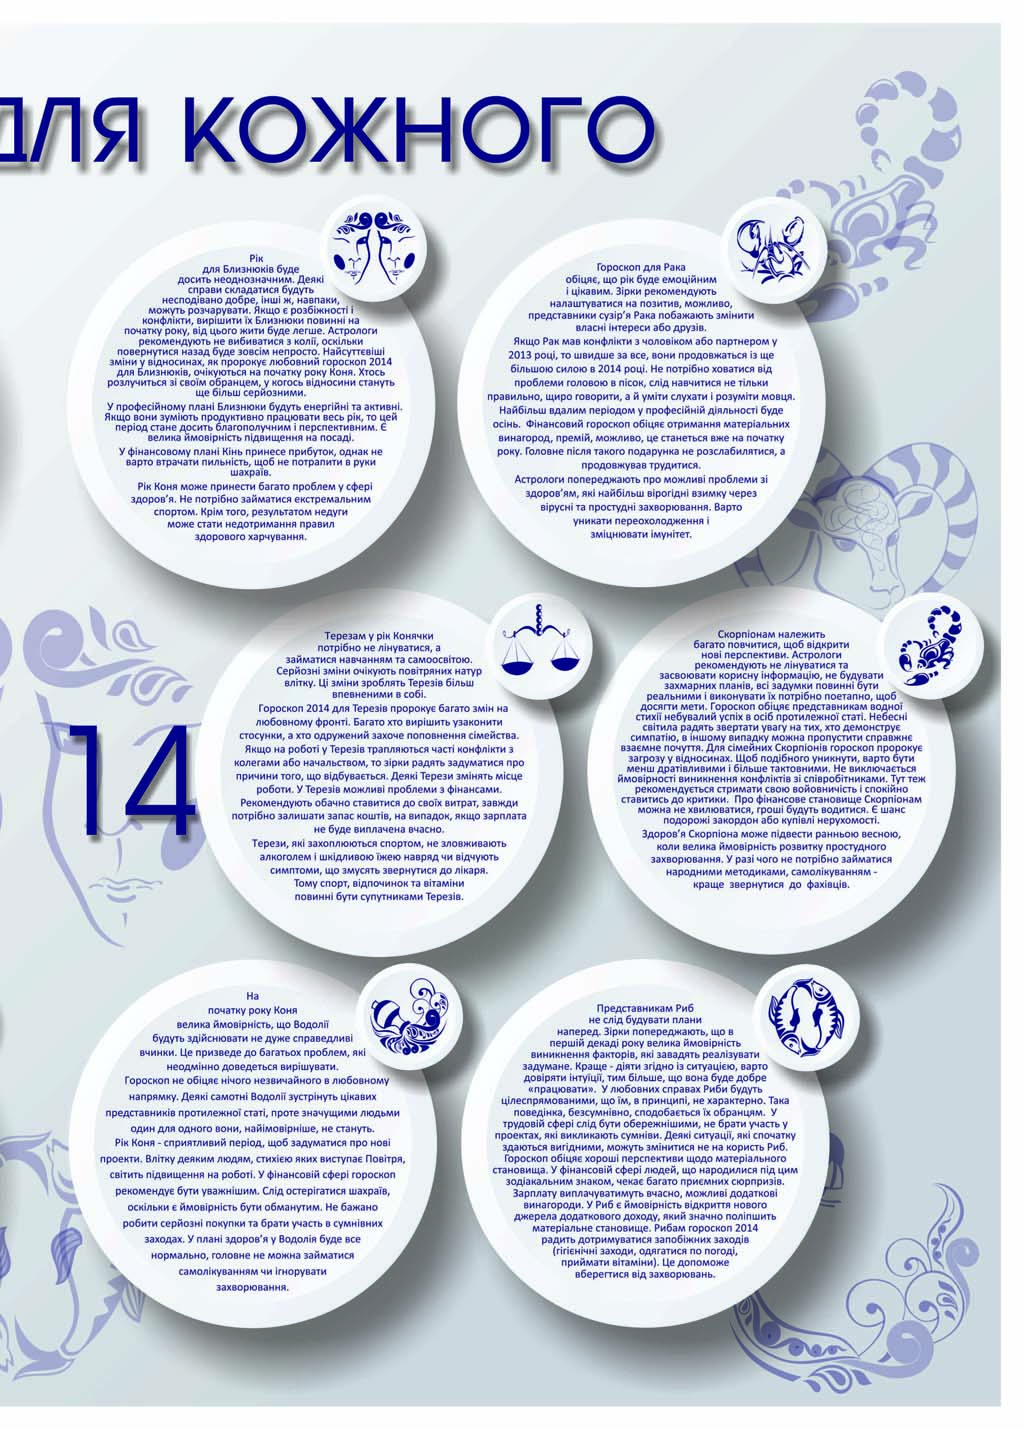 ДЛЯ КОЖНОГО
Рік
для Близнюків буде
досить неоднозначним. Деякі
справи складатися будуть
несподівано добре, інші ж, навпаки,
можуть розчарувати. Якщо є розбіжності і
конфлікти, вирішити їх Близнюки повинні на
початку року, від цього жити буде легше. Астрологи
рекомендують не вибиватися з колії, оскільки
повернутися назад буде зовсім непросто. Найсуттєвіші
зміни у відносинах, як пророкує любовний гороскоп 2014
для Близнюків, очікуються на початку року Коня. Хтось
розлучиться зі своїм обранцем, у когось відносини стануть
ще більш серйозними.
У професійному плані Близнюки будуть енергійні та активні.
Якщо вони зуміють продуктивно працювати весь рік, то цей
період стане досить благополучним і перспективним. Є
велика ймовірність підвищення на посаді.
У фінансовому плані Кінь принесе прибуток, однак не
варто втрачати пильність, щоб не потрапити в руки
шахраїв.
Рік Коня може принести багато проблем у сфері
здоров'я. Не потрібно займатися екстремальним
спортом. Крім того, результатом недуги
може стати недотримання правил
здорового харчування.
Гороскоп для Рака
обіцяє, що рік буде емоційним
і цікавим. Зірки рекомендують
налаштуватися на позитив, можливо,
представники сузір'я Рака побажають змінити
власні інтереси або друзів.
Якщо Рак мав конфлікти з чоловіком або партнером у
2013 році, то швидше за все, вони продовжаться із ще
більшою силою в 2014 році. Не потрібно ховатися від
проблеми головою в пісок, слід навчитися не тільки
правильно, щиро говорити, а й уміти слухати і розуміти мовця.
Найбільш вдалим періодом у професійній діяльності буде
осінь. Фінансовий гороскоп обіцяє отримання матеріальних
винагород, премій, можливо, це станеться вже на початку
року. Головне після такого подарунка не розслабилятися, а
продовжував трудитися.
Астрологи попереджають про можливі проблеми зі
здоров'ям, які найбільш вірогідні взимку через
вірусні та простудні захворювання. Варто
уникати переохолодження і
зміцнювати імунітет.
14
Терезам у рік Конячки
потрібно не лінуватися, а
займатися навчанням та самоосвітою.
Серйозні зміни очікують повітряних натур
влітку. Ці зміни зроблять Терезів більш
впевненими в собі.
Гороскоп 2014 для Терезів пророкує багато змін на
любовному фронті. Багато хто вирішить узаконити
стосунки, а хто одружений захоче поповнення сімейства.
Якщо на роботі у Терезів трапляються часті конфлікти з
колегами або начальством, то зірки радять задуматися про
причини того, що відбувається. Деякі Терези змінять місце
роботи. У Терезів можливі проблеми з фінансами.
Рекомендують обачно ставитися до своїх витрат, завжди
потрібно залишати запас коштів, на випадок, якщо зарплата
не буде виплачена вчасно.
Терези, які захоплюються спортом, не зловживають
алкоголем і шкідливою їжею навряд чи відчують
симптоми, що змусять звернутися до лікаря.
Тому спорт, відпочинок та вітаміни
повинні бути супутниками Терезів.
Скорпіонам належить
багато повчитися, щоб відкрити
нові перспективи. Астрологи
рекомендують не лінуватися та
засвоювати корисну інформацію, не будувати
захмарних планів, всі задумки повинні бути
реальними і виконувати їх потрібно поетапно, щоб
досягти мети. Гороскоп обіцяє представникам водної
стихії небувалий успіх в осіб протилежної статі. Небесні
світила радять звертати увагу на тих, хто демонструє
симпатію, в іншому випадку можна пропустити справжнє
взаємне почуття. Для сімейних Скорпіонів гороскоп пророкує
загрозу у відносинах. Щоб подібного уникнути, варто бути
менш дратівливими і більше тактовними. Не виключається
ймовірності виникнення конфліктів зі співробітниками. Тут теж
рекомендується стримати свою войовничість і спокійно
ставитись до критики. Про фінансове становище Скорпіонам
можна не хвилюватися, гроші будуть водитися. Є шанс
подорожі закордон або купівлі нерухомості.
Здоров'я Скорпіона може підвести ранньою весною,
коли велика ймовірність розвитку простудного
захворювання. У разі чого не потрібно займатися
народними методиками, самолікуванням -
краще звернутися до фахівців.
На
початку року Коня
велика ймовірність, що Водолії
будуть здійснювати не дуже справедливі
вчинки. Це призведе до багатьох проблем, які
неодмінно доведеться вирішувати.
Гороскоп не обіцяє нічого незвичайного в любовному
напрямку. Деякі самотні Водолії зустрінуть цікавих
представників протилежної статі, проте значущими людьми
один для одного вони, найімовірніше, не стануть.
Рік Коня - сприятливий період, щоб задуматися про нові
проекти. Влітку деяким людям, стихією яких виступає Повітря,
світить підвищення на роботі. У фінансовій сфері гороскоп
рекомендує бути уважнішим. Слід остерігатися шахраїв,
оскільки є ймовірність бути обманутим. Не бажано
робити серйозні покупки та брати участь в сумнівних
заходах. У плані здоров'я у Водолія буде все
нормально, головне не можна займатися
самолікуванням чи ігнорувати
захворювання.
Представникам Риб
не слід будувати плани
наперед. Зірки попереджають, що в
першій декаді року велика ймовірність
виникнення факторів, які завадять реалізувати
задумане. Краще - діяти згідно із ситуацією, варто
довіряти інтуїції, тим більше, що вона буде добре
«працювати». У любовних справах Риби будуть
цілеспрямованими, що їм, в принципі, не характерно. Така
поведінка, безсумнівно, сподобається їх обранцям. У
трудовій сфері слід бути обережнішими, не брати участь у
проектах, які викликають сумніви. Деякі ситуації, які спочатку
здаються вигідними, можуть змінитися не на користь Риб.
Гороскоп обіцяє хороші перспективи щодо матеріального
становища. У фінансовій сфері людей, що народилися під цим
зодіакальним знаком, чекає багато приємних сюрпризів.
Зарплату виплачуватимуть вчасно, можливі додаткові
винагороди. У Риб є ймовірність відкриття нового
джерела додаткового доходу, який значно поліпшить
матеріальне становище. Рибам гороскоп 2014
радить дотримуватися запобіжних заходів
(гігієнічні заходи, одягатися по погоді,
приймати вітаміни). Це допоможе
вберегтися від захворювань.